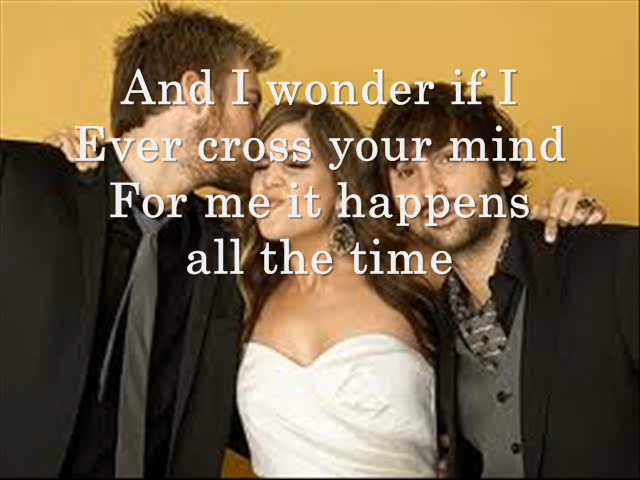 And I wonder if I
Ever cross your mind
For me it happens
all the time